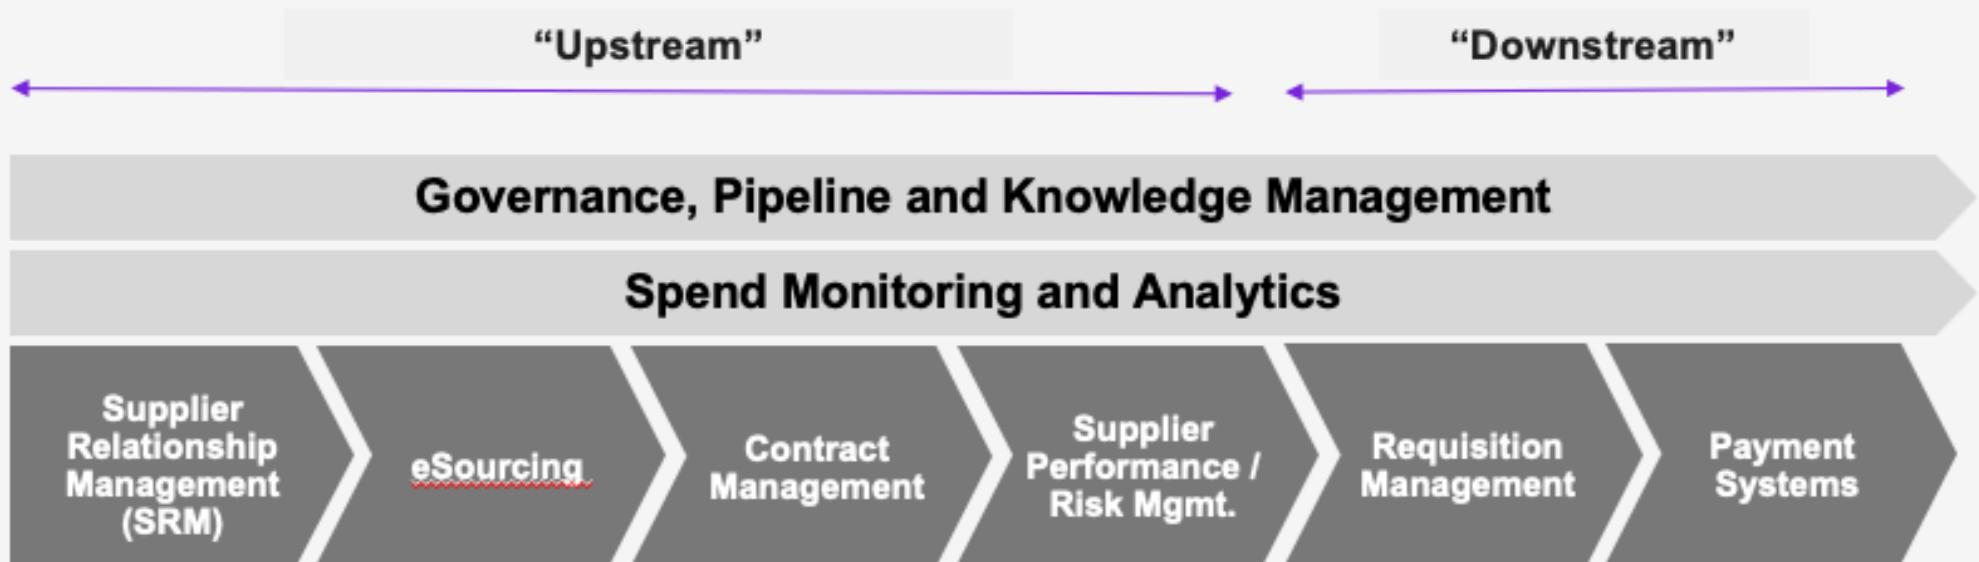 “Upstream”
“Downstream”
Governance, Pipeline and Knowledge Management
Spend Monitoring and Analytics
Supplier
Relationship
Management
(SRM)
eSourcing
Contract
Management
Supplier
Performance /
Risk Mgmt.
Requisition
Management
Payment
Systems